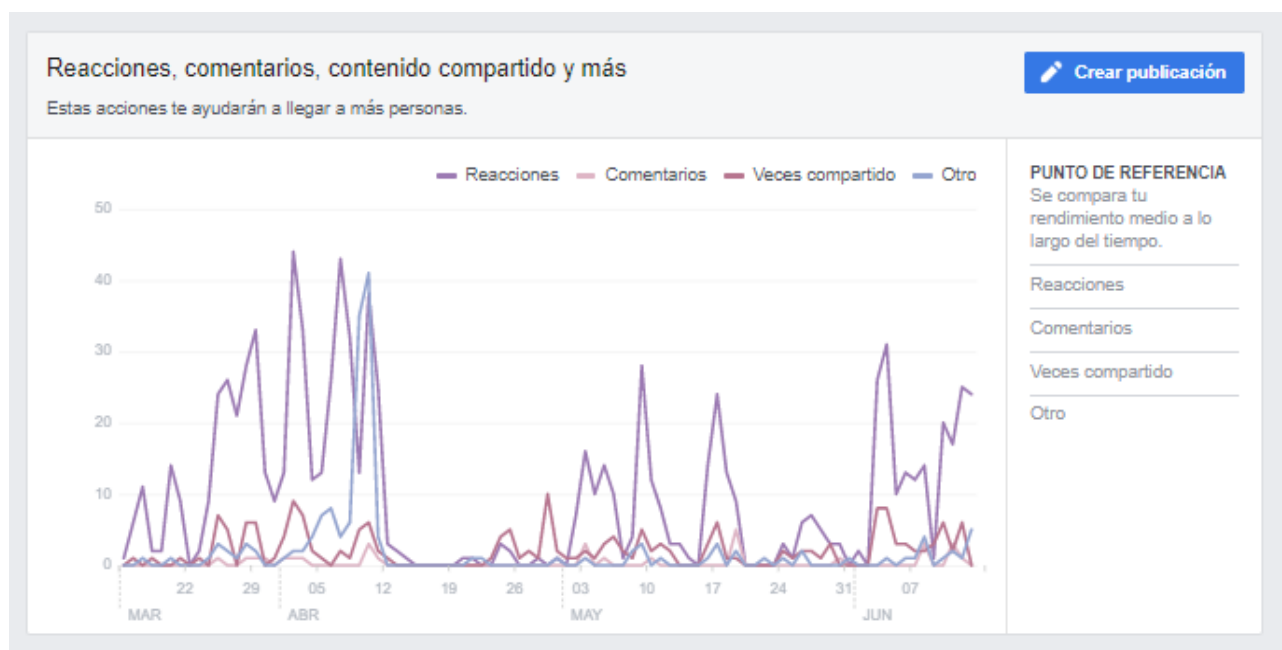 Reacciones, comentarios, contenido compartido y más
Estas acciones te ayudarán a llegar a más personas.
Crear publicación
Reacciones Comentarios Veces compartido Otro
50
40
30
20
10
0
22 29 05 12 19 26 03 10 17 24 31 07
MAR ABR MAY JUN
PUNTO DE REFERENCIA
Se compara tu
rendimiento medio a lo
largo del tiempo.
Reacciones
Comentarios
Veces compartido
Otro